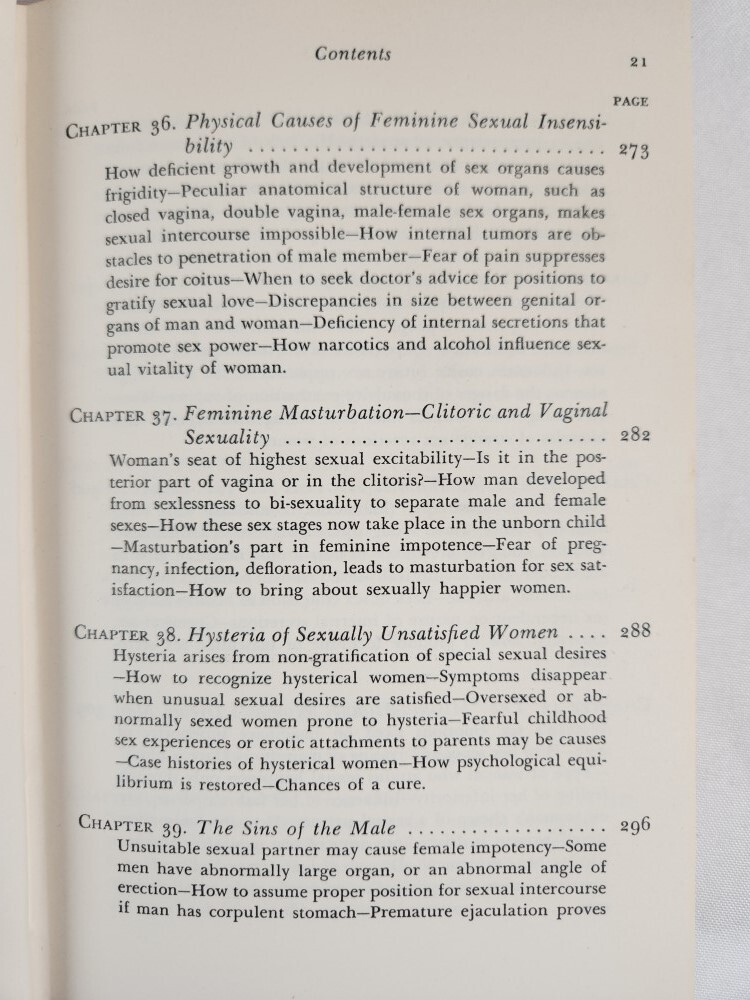 Contents
21
PAGE
CHAPTER 36. Physical Causes of Feminine Sexual Insensi-
bility ................................. 273
How deficient growth and development of sex organs causes
frigidity—Peculiar anatomical structure of woman, such as
closed vagina, double vagina, male-female sex organs, makes
sexual intercourse impossible—How internal tumors are ob-
stacles to penetration of male member—Fear of pain suppresses
desire for coitus—When to seek doctor's advice for positions to
gratify sexual love—Discrepancies in size between genital or-
gans of man and woman—Deficiency of internal secretions that
promote sex power—How narcotics and alcohol influence sex-
ual vitality of woman.
CHAPTER 37. Feminine Masturbation—Clitoric and Vaginal
Sexuality .............................. 282
Woman's seat of highest sexual excitability—Is it in the pos-
terior part of vagina or in the clitoris?—How man developed
from sexlessness to bi-sexuality to separate male and female
sexes—How these sex stages now take place in the unborn child
—Masturbation's part in feminine impotence—Fear of preg-
nancy, infection, defloration, leads to masturbation for sex sat-
isfaction—How to bring about sexually happier women.
CHAPTER 38. Hysteria of Sexually Unsatisfied Women .... 288
Hysteria arises from non-gratification of special sexual desires
—How to recognize hysterical women—Symptoms disappear
when unusual sexual desires are satisfied—Oversexed or ab-
normally sexed women prone to hysteria—Fearful childhood
sex experiences or erotic attachments to parents may be causes
—Case histories of hysterical women—How psychological equi-
librium is restored—Chances of a cure.
CHAPTER 39. The Sins of the Male ................... 296
Unsuitable sexual partner may cause female impotency—Some
men have abnormally large organ, or an abnormal angle of
erection—How to assume proper position for sexual intercourse
if man has corpulent stomach—Premature ejaculation proves